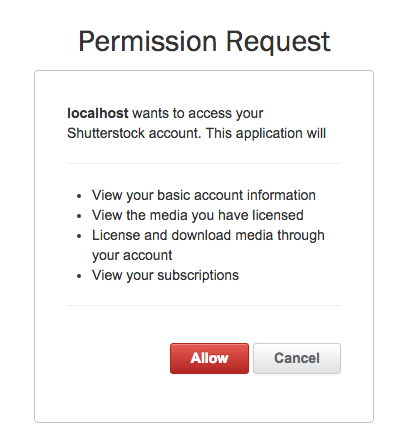 Permission Request
localhost wants to access your
Shutterstock account. This application will
• View your basic account information
• View the media you have licensed
• License and download media through
your account
• View your subscriptions
Allow
Cancel